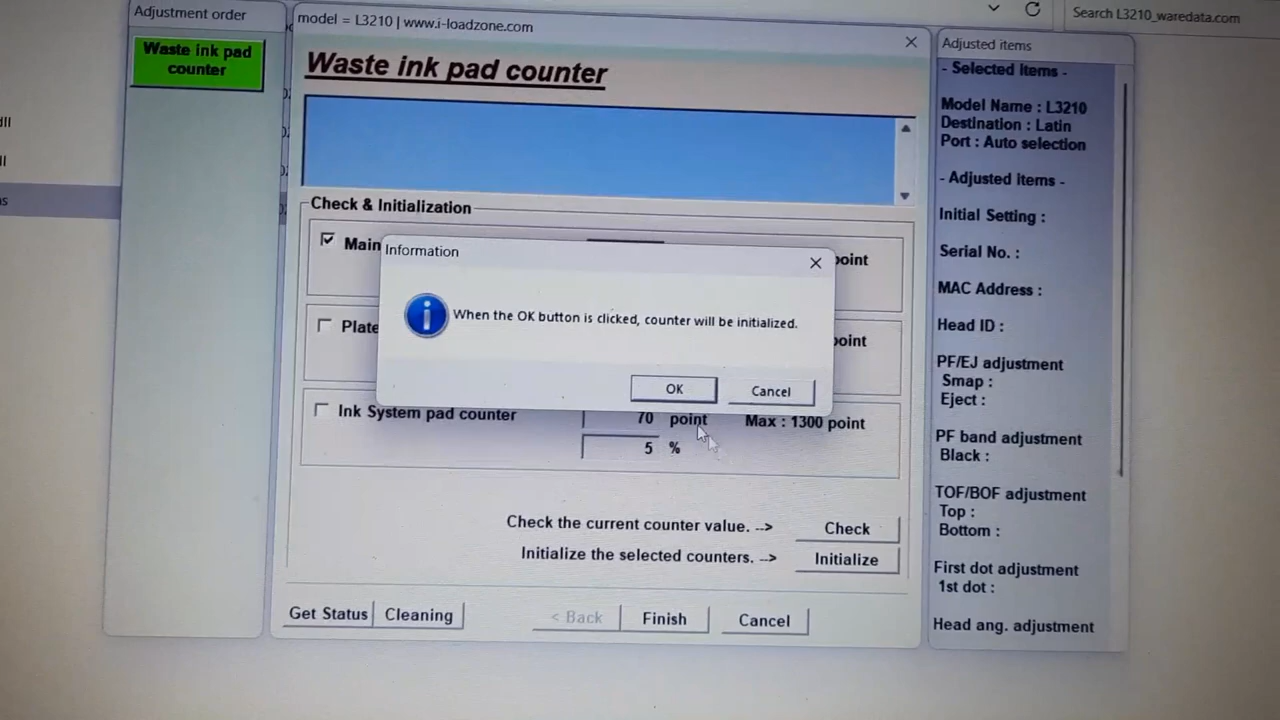 Adjustment order
Waste ink pad
counter
model = L3210 | www.i-loadzone.com
Search L3210_waredata.com
Waste ink pad counter
Check & Initialization
Main
point
Information
When the OK button is clicked, counter will be initialized.
OK
Cancel
Plate
point
Ink System pad counter
70 point
Max : 1300 point
5 %
Check the current counter value. -->
Check
Initialize the selected counters. -->
Initialize
Get Status
Cleaning
< Back
Finish
Cancel
Adjusted items
- Selected Items -
Model Name : L3210
Destination : Latin
Port : Auto selection
- Adjusted items -
Initial Setting :
Serial No. :
MAC Address :
Head ID :
PF/EJ adjustment
Smap :
Eject :
PF band adjustment
Black :
TOF/BOF adjustment
Top :
Bottom :
First dot adjustment
1st dot :
Head ang. adjustment